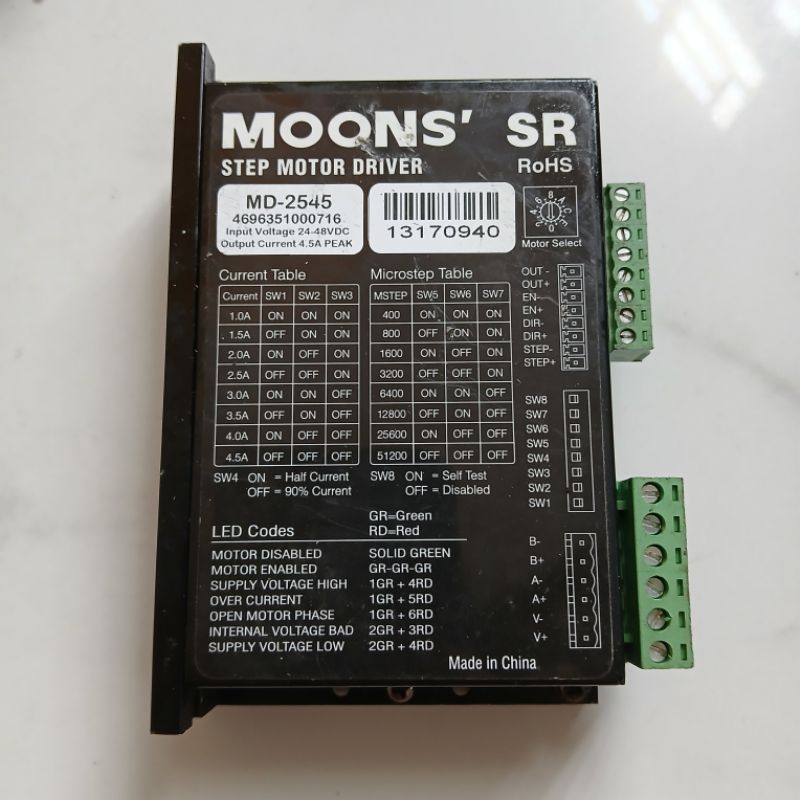 MOONS' SR
STEP MOTOR DRIVER RoHS
MD-2545
4696351000716
Input Voltage 24-48VDC
Output Current 4.5A PEAK
13170940
Motor Select
Current Table
Current SW1 SW2 SW3
1.0A ON ON ON
1.5A OFF ON ON
2.0A ON OFF ON
2.5A OFF OFF ON
3.0A ON ON OFF
3.5A OFF ON OFF
4.0A ON OFF OFF
4.5A OFF OFF OFF
SW4 ON = Half Current
OFF = 90% Current
Microstep Table
MSTEP SW5 SW6 SW7
400 ON ON ON
800 OFF ON ON
1600 ON OFF ON
3200 OFF OFF ON
6400 ON ON OFF
12800 OFF ON OFF
25600 ON OFF OFF
51200 OFF OFF OFF
SW8 ON = Self Test
OFF = Disabled
OUT-
OUT+
EN-
EN+
DIR-
DIR+
STEP-
STEP+
SW8
SW7
SW6
SW5
SW4
SW3
SW2
SW1
GR=Green
LED Codes RD=Red
MOTOR DISABLED SOLID GREEN
MOTOR ENABLED GR-GR-GR
SUPPLY VOLTAGE HIGH 1GR + 4RD
OVER CURRENT 1GR + 5RD
OPEN MOTOR PHASE 1GR + 6RD
INTERNAL VOLTAGE BAD 2GR + 3RD
SUPPLY VOLTAGE LOW 2GR + 4RD
B-
B+
A-
A+
V-
V+
Made in China